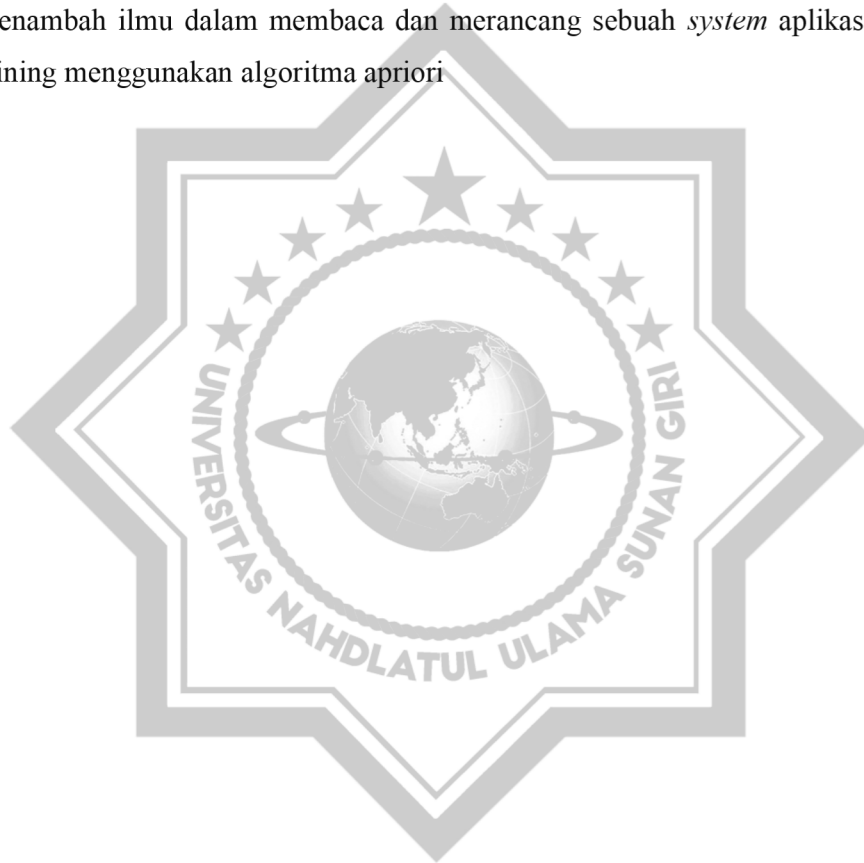 enambah ilmu dalam membaca dan merancang sebuah system aplikas
ining menggunakan algoritma apriori
UNIVERSITAS NAHDLATUL ULAMA SUNAN GIRI